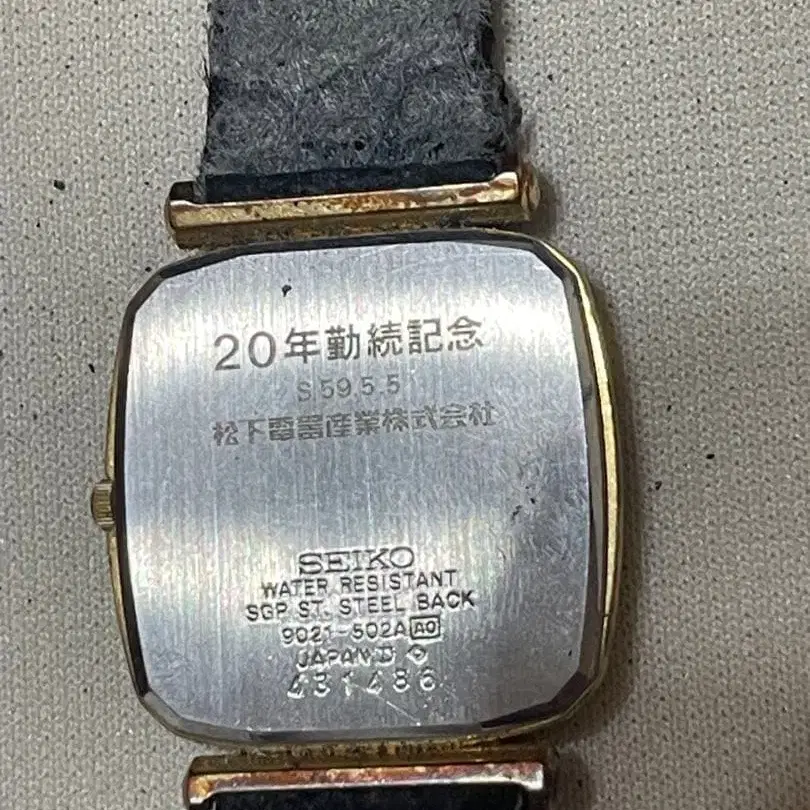 20年勤続記念
S 59.5.5
松下電器産業株式会社
SEIKO
WATER RESISTANT
SGP ST. STEEL BACK
9021-502A AO
JAPAN
431486